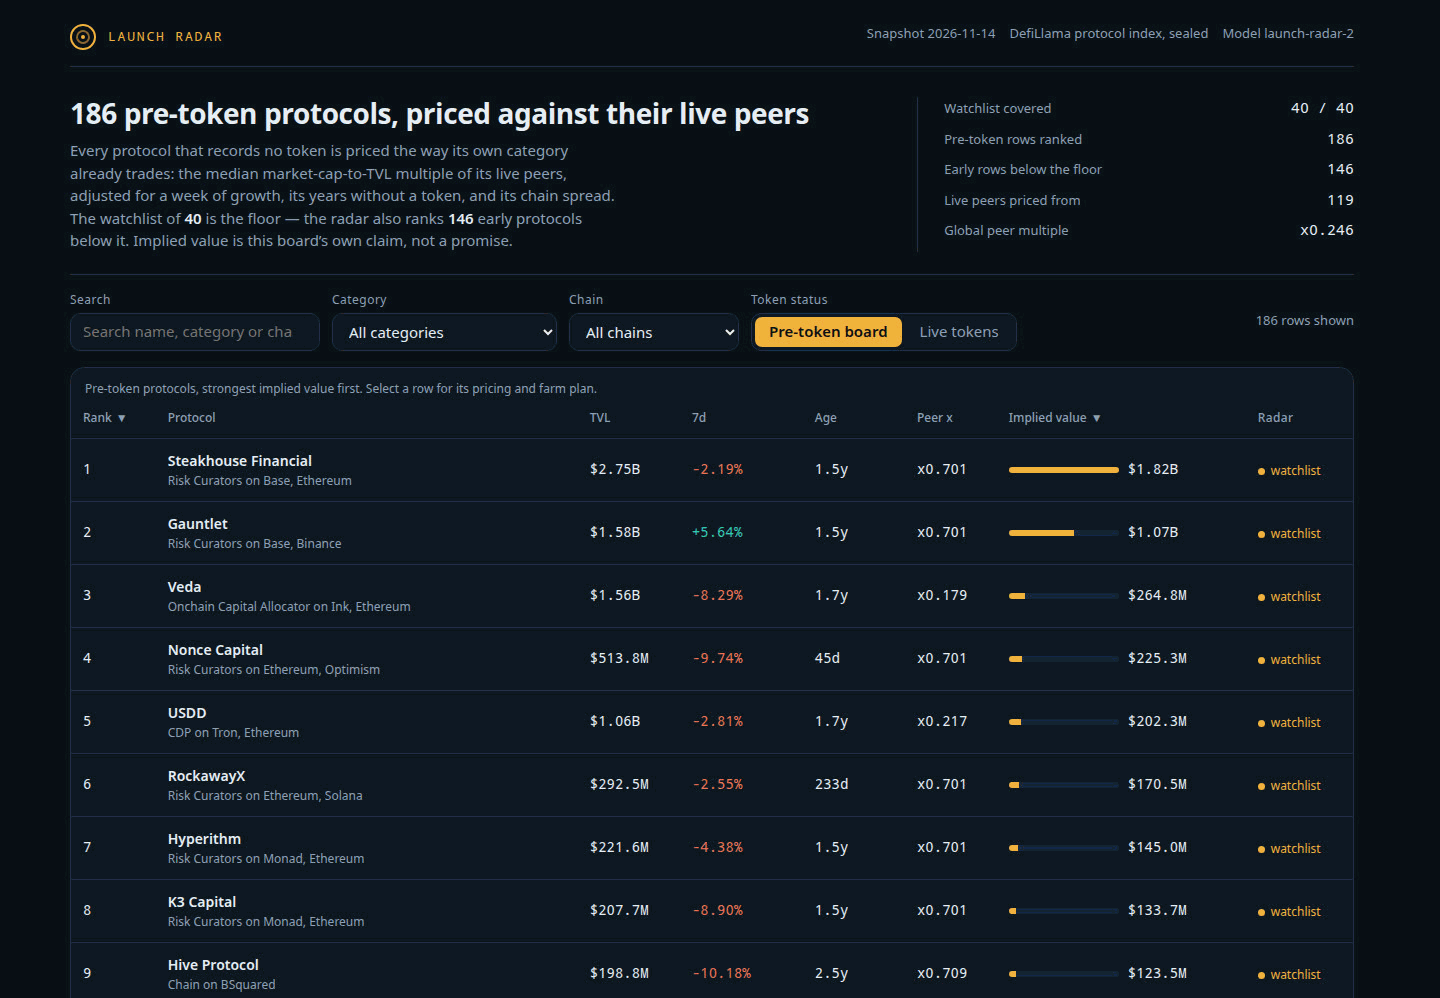 LAUNCH RADAR
Snapshot 2026-11-14 DefiLlama protocol index, sealed Model launch-radar-2
186 pre-token protocols, priced against their live peers
Every protocol that records no token is priced the way its own category
already trades: the median market-cap-to-TVL multiple of its live peers,
adjusted for a week of growth, its years without a token, and its chain spread.
The watchlist of 40 is the floor — the radar also ranks 146 early protocols
below it. Implied value is this board’s own claim, not a promise.
Watchlist covered 40 / 40
Pre-token rows ranked 186
Early rows below the floor 146
Live peers priced from 119
Global peer multiple x0.246
Search Category Chain Token status
Search name, category or cha All categories All chains Pre-token board Live tokens 186 rows shown
Pre-token protocols, strongest implied value first. Select a row for its pricing and farm plan.
Rank ▼ Protocol TVL 7d Age Peer x Implied value ▼ Radar
1 Steakhouse Financial $2.75B -2.19% 1.5y x0.701 $1.82B watchlist
Risk Curators on Base, Ethereum
2 Gauntlet $1.58B +5.64% 1.5y x0.701 $1.07B watchlist
Risk Curators on Base, Binance
3 Veda $1.56B -8.29% 1.7y x0.179 $264.8M watchlist
Onchain Capital Allocator on Ink, Ethereum
4 Nonce Capital $513.8M -9.74% 45d x0.701 $225.3M watchlist
Risk Curators on Ethereum, Optimism
5 USDD $1.06B -2.81% 1.7y x0.217 $202.3M watchlist
CDP on Tron, Ethereum
6 RockawayX $292.5M -2.55% 233d x0.701 $170.5M watchlist
Risk Curators on Ethereum, Solana
7 Hyperithm $221.6M -4.38% 1.5y x0.701 $145.0M watchlist
Risk Curators on Monad, Ethereum
8 K3 Capital $207.7M -8.90% 1.5y x0.701 $133.7M watchlist
Risk Curators on Monad, Ethereum
9 Hive Protocol $198.8M -10.18% 2.5y x0.709 $123.5M watchlist
Chain on BSquared